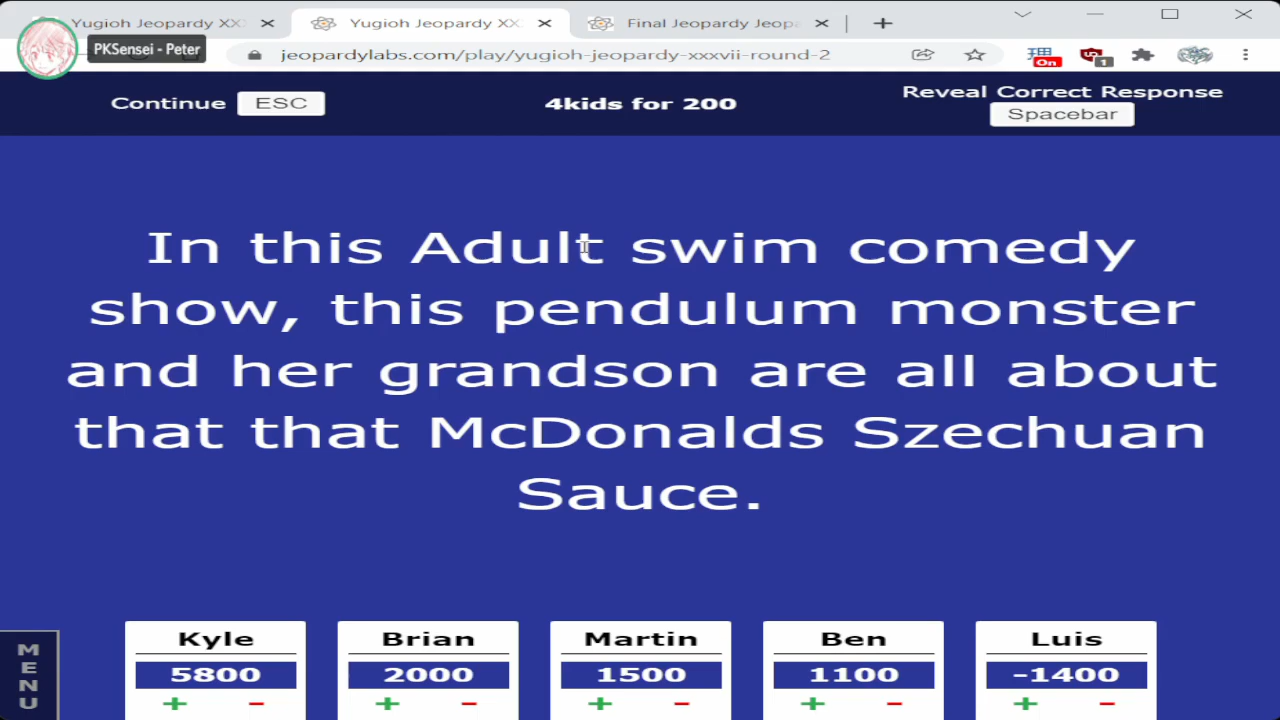 Yugioh Jeopardy XX
Yugioh Jeopardy XX
Final Jeopardy Jeop
PKSensei - Peter
jeopardylabs.com/play/yugioh-jeopardy-xxxvii-round-2
理
On
1
Continue ESC
4kids for 200
Reveal Correct Response
Spacebar
In this Adult swim comedy
show, this pendulum monster
and her grandson are all about
that that McDonalds Szechuan
Sauce.
MENU
Kyle
5800
+ -
Brian
2000
+ -
Martin
1500
+ -
Ben
1100
+ -
Luis
-1400
+ -